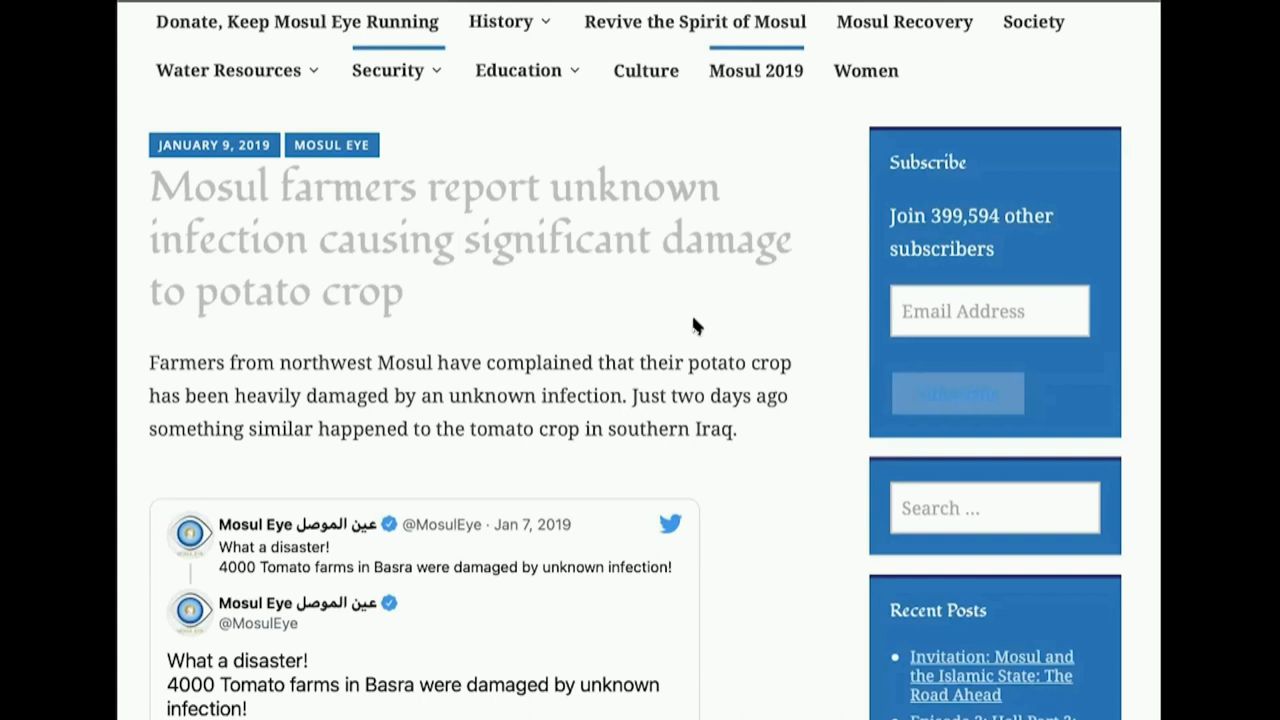 Donate, Keep Mosul Eye Running History Revive the Spirit of Mosul Mosul Recovery Society
Water Resources Security Education Culture Mosul 2019 Women
JANUARY 9, 2019 MOSUL EYE
Mosul farmers report unknown
infection causing significant damage
to potato crop
Farmers from northwest Mosul have complained that their potato crop
has been heavily damaged by an unknown infection. Just two days ago
something similar happened to the tomato crop in southern Iraq.
Mosul Eye عين الموصل @MosulEye · Jan 7, 2019
What a disaster!
4000 Tomato farms in Basra were damaged by unknown infection!
Mosul Eye عين الموصل
@MosulEye
What a disaster!
4000 Tomato farms in Basra were damaged by unknown
infection!
Subscribe
Join 399,594 other
subscribers
Email Address
Search ...
Recent Posts
Invitation: Mosul and
the Islamic State: The
Road Ahead